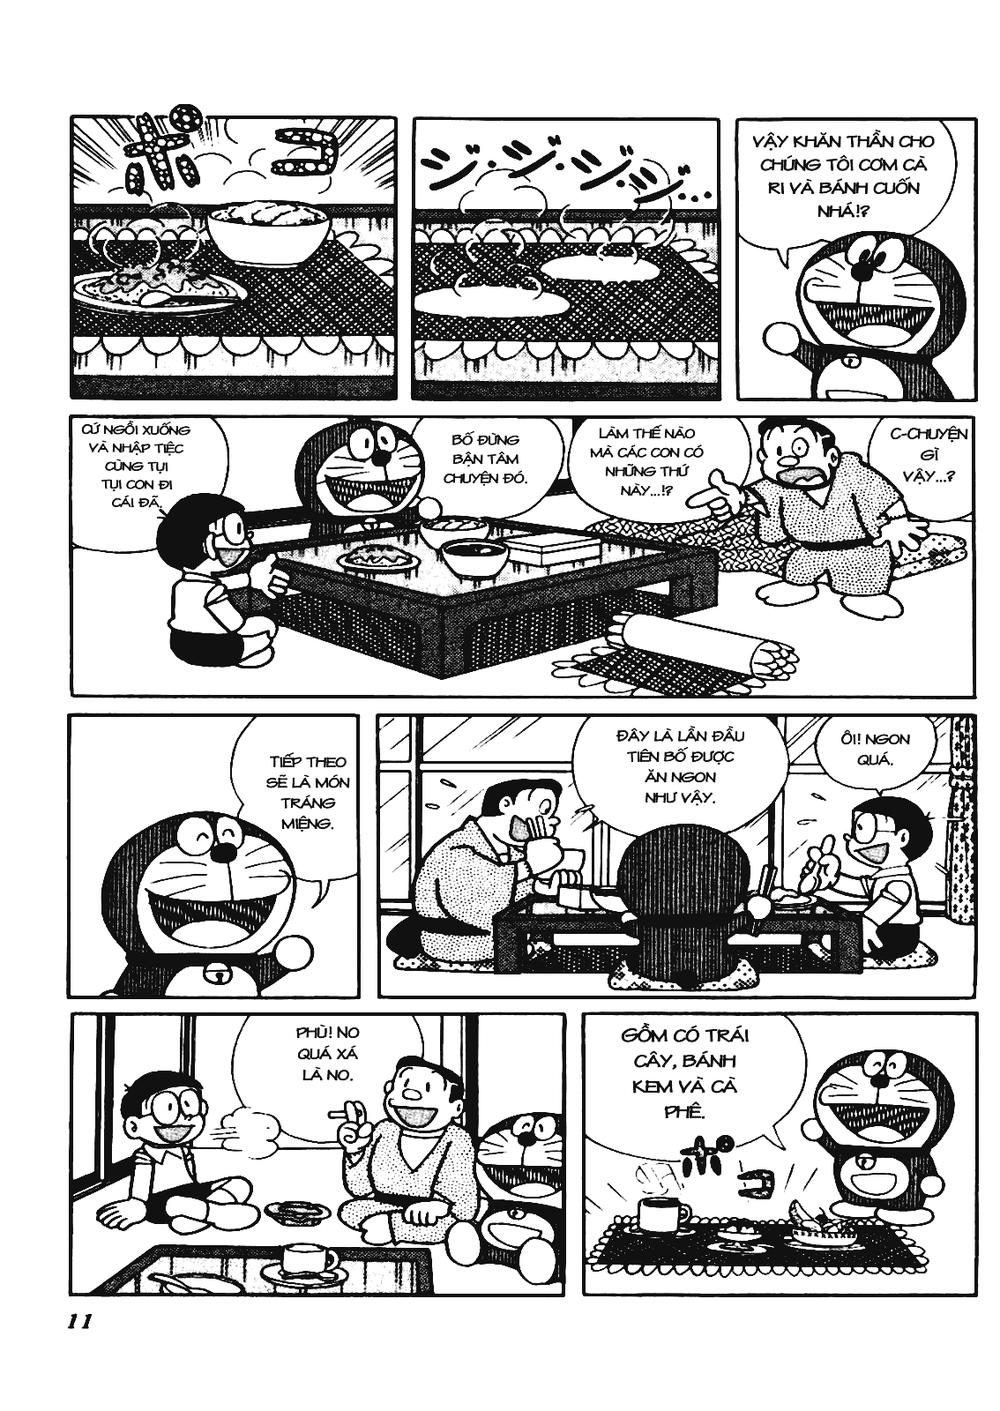 VẬY KHĂN THẦN CHO
CHÚNG TÔI CƠM CÀ
RI VÀ BÁNH CUỐN
NHÁ!?
ジ・ジ・ジ・ジ...
ポコ
C-CHUYỆN
GÌ
VẬY...?
LÀM THẾ NÀO
MÀ CÁC CON CÓ
NHỮNG THỨ
NÀY...!?
BỐ ĐỪNG
BẬN TÂM
CHUYỆN ĐÓ.
CỨ NGỒI XUỐNG
VÀ NHẬP TIỆC
CÙNG TỤI
TỤI CON ĐI
CÁI ĐÃ.
ÔI! NGON
QUÁ.
ĐÂY LÀ LẦN ĐẦU
TIÊN BỐ ĐƯỢC
ĂN NGON
NHƯ VẬY.
TIẾP THEO
SẼ LÀ MÓN
TRÁNG
MIỆNG.
GỒM CÓ TRÁI
CÂY, BÁNH
KEM VÀ CÀ
PHÊ.
ポコ
PHÙ! NO
QUÁ XÁ
LÀ NO.
11